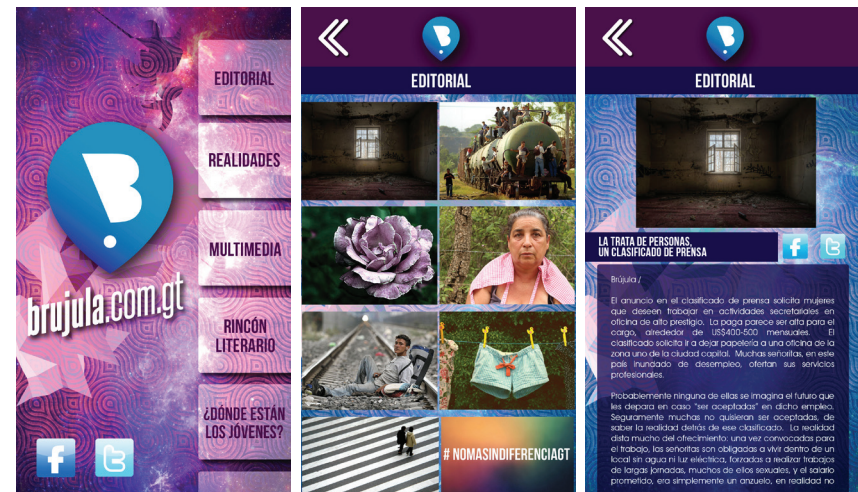 EDITORIAL
REALIDADES
MULTIMEDIA
RINCÓN
LITERARIO
¿DÓNDE ESTÁN
LOS JÓVENES?
B
brujula.com.gt
f
t
B
EDITORIAL
# NOMASINDIFERENCIAGT
B
EDITORIAL
LA TRATA DE PERSONAS,
UN CLASIFICADO DE PRENSA
f
t
Brújula /
El anuncio en el clasificado de prensa solicita mujeres
que deseen trabajar en actividades secretariales en
oficina de alto prestigio. La paga parece ser alta para el
cargo, alrededor de US$400-500 mensuales. El
clasificado solicita ir a dejar papelería a una oficina de la
zona uno de la ciudad capital. Muchas señoritas, en este
país inundado de desempleo, ofertan sus servicios
profesionales.
Probablemente ninguna de ellas se imagina el futuro que
les depara en caso "ser aceptadas" en dicho empleo.
Seguramente muchas no quisieran ser aceptadas, de
saber la realidad detrás de ese clasificado. La realidad
dista mucho del ofrecimiento: una vez convocadas para
el trabajo, las señoritas son obligadas a vivir dentro de un
local sin agua ni luz eléctrica, forzadas a realizar trabajos
de largas jornadas, muchos de ellos sexuales, y el salario
prometido, era simplemente un anzuelo, en realidad no